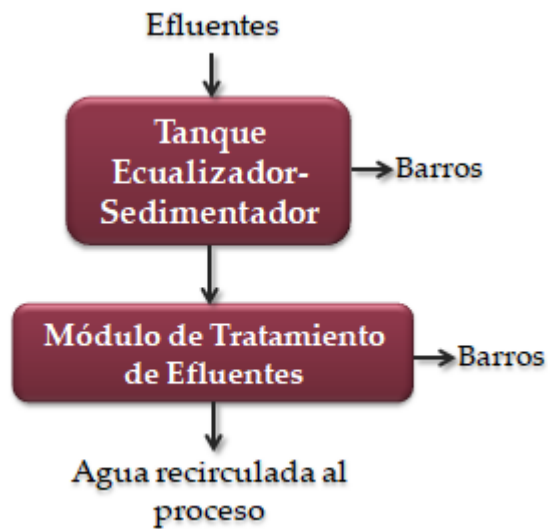 Efluentes
Tanque
Ecualizador-
Sedimentador
Barros
Módulo de Tratamiento
de Efluentes
Barros
Agua recirculada al
proceso